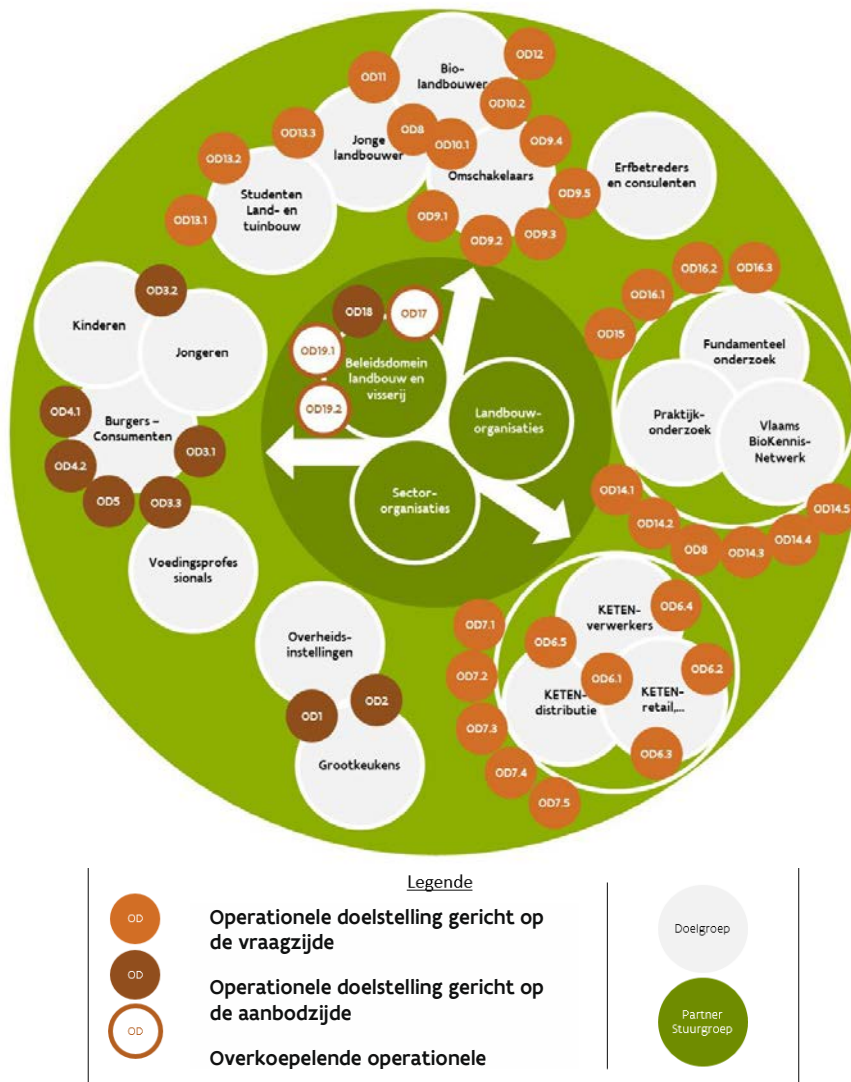 OD12
Bio-
landbouwer
OD11
OD10.2
OD13.3
OD8
OD10.1
OD9.4
Jonge
landbouwer
OD13.2
Omschakelaars
Erfbetreders
en consulenten
OD9.5
Studenten
Land- en
tuinbouw
OD13.1
OD9.1
OD9.2
OD9.3
OD16.2
OD16.3
OD3.2
OD16.1
OD15
Kinderen
Jongeren
OD18
OD17
OD19.1
OD19.2
Beleidsdomein
landbouw en
visserij
Fundamenteel
onderzoek
Landbouw-
organisaties
Praktijk-
onderzoek
Vlaams
BioKennis-
Netwerk
OD4.1
Burgers –
Consumenten
OD3.1
OD4.2
OD5
OD3.3
Sector-
organisaties
OD14.1
OD14.2
OD8
OD14.3
OD14.4
OD14.5
Voedingsprofes
sionals
Overheids-
instellingen
OD1
OD2
Grootkeukens
KETEN-
verwerkers
OD6.4
OD7.1
OD6.5
OD6.2
OD7.2
OD6.1
KETEN-
distributie
KETEN-
retail,...
OD7.3
OD6.3
OD7.4
OD7.5
Legende
OD
Operationele doelstelling gericht op
de vraagzijde
OD
Operationele doelstelling gericht op
de aanbodzijde
OD
Overkoepelende operationele
Doelgroep
Partner
Stuurgroep